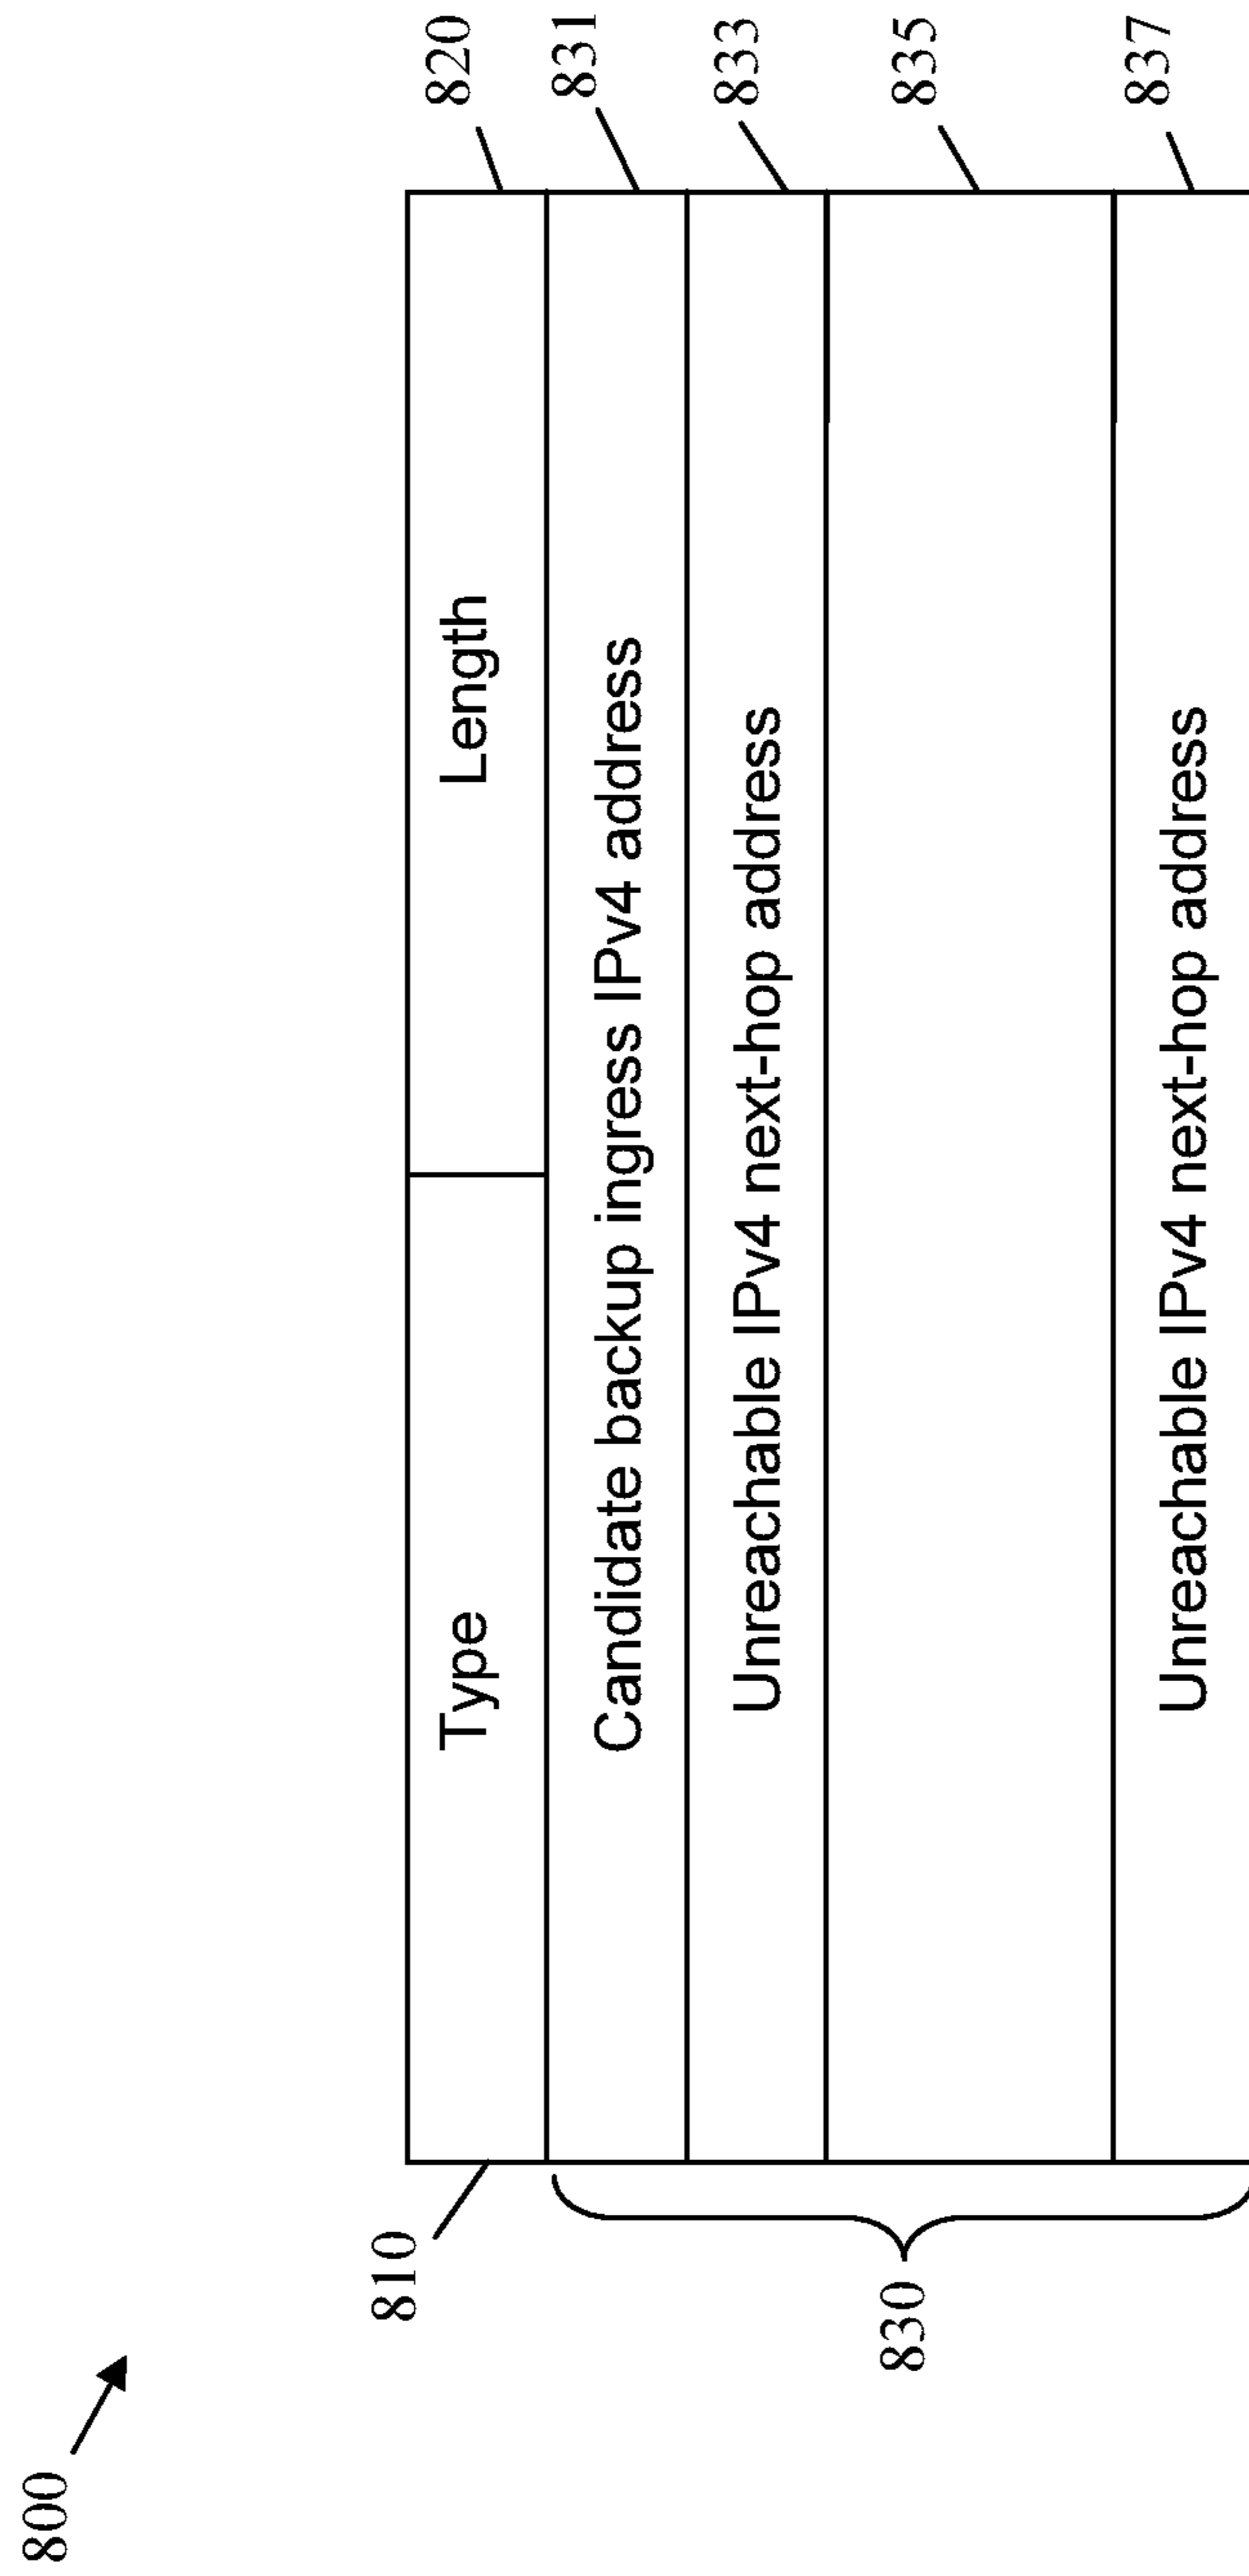 800
810
Type
Length
820
Candidate backup ingress IPv4 address
831
Unreachable IPv4 next-hop address
833
835
830
Unreachable IPv4 next-hop address
837